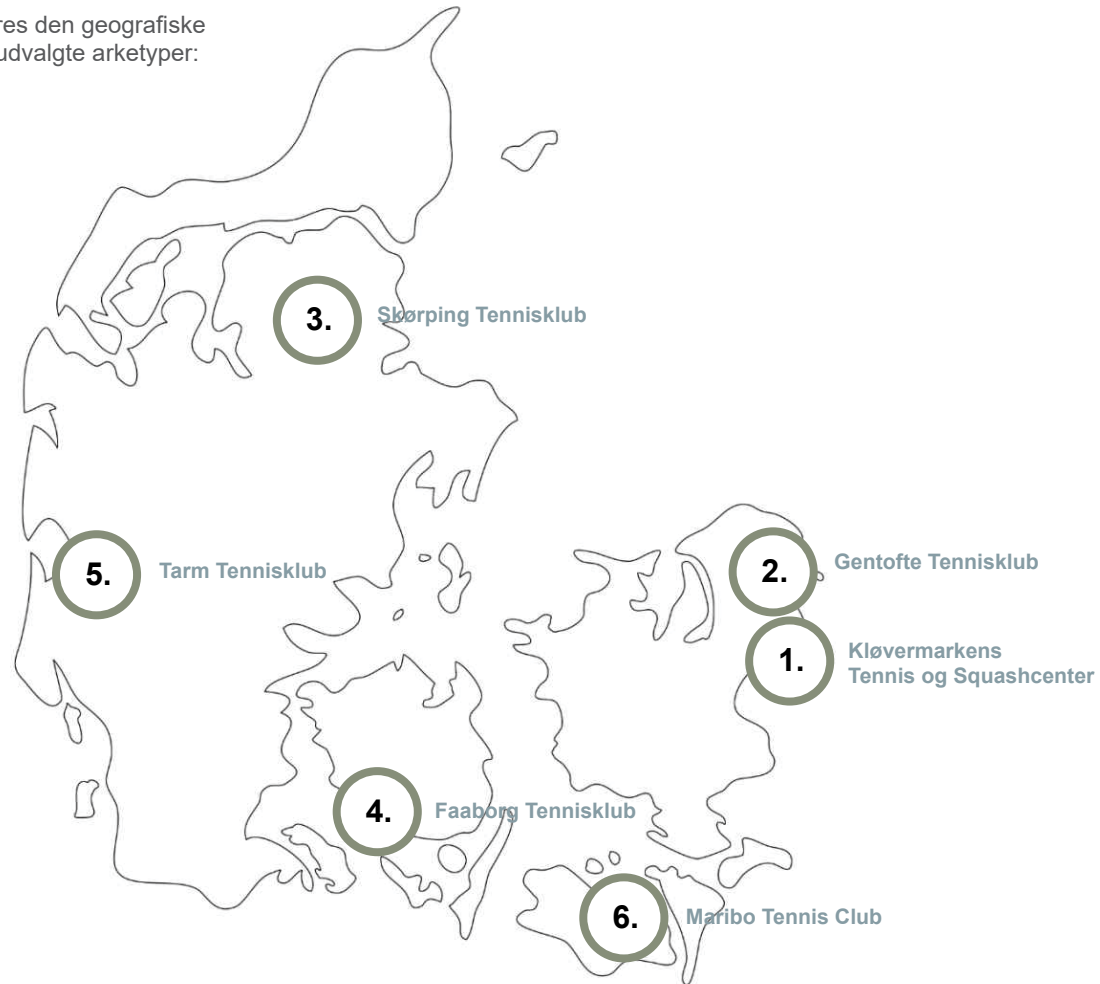 res den geografiske
udvalgte arketyper:
3.
Skørping Tennisklub
5.
Tarm Tennisklub
2.
Gentofte Tennisklub
1.
Kløvermarkens
Tennis og Squashcenter
4.
Faaborg Tennisklub
6.
Maribo Tennis Club